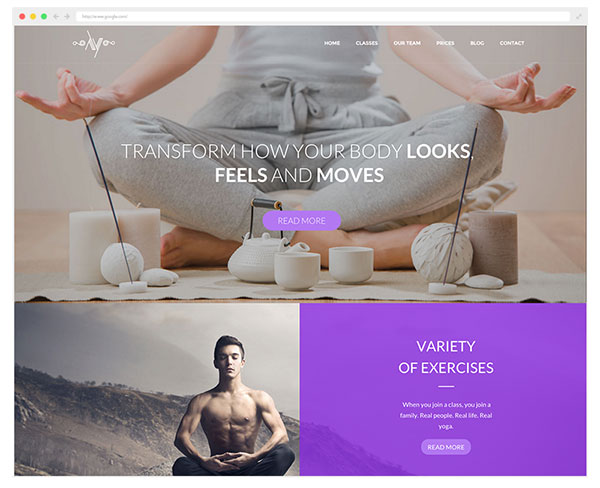 http://www.google.com/
HOME CLASSES OUR TEAM PRICES BLOG CONTACT
TRANSFORM HOW YOUR BODY LOOKS,
FEELS AND MOVES
READ MORE
VARIETY
OF EXERCISES
When you join a class, you join a
family. Real people. Real life. Real
yoga.
READ MORE